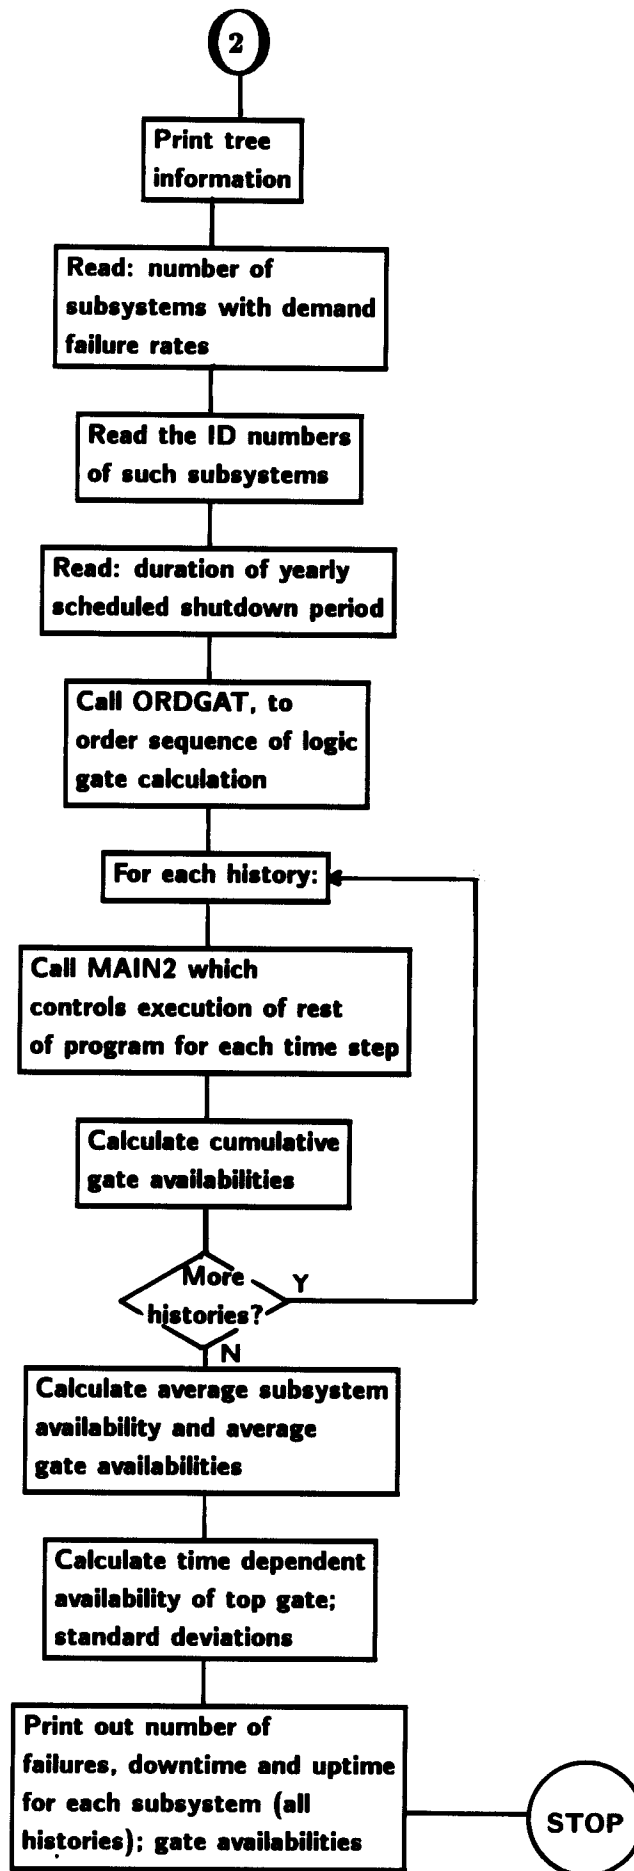 2
Print tree
information
Read: number of
subsystems with demand
failure rates
Read the ID numbers
of such subsystems
Read: duration of yearly
scheduled shutdown period
Call ORDGAT, to
order sequence of logic
gate calculation
For each history:
Call MAIN2 which
controls execution of rest
of program for each time step
Calculate cumulative
gate availabilities
More
histories?
Y
N
Calculate average subsystem
availability and average
gate availabilities
Calculate time dependent
availability of top gate;
standard deviations
Print out number of
failures, downtime and uptime
for each subsystem (all
histories); gate availabilities
STOP